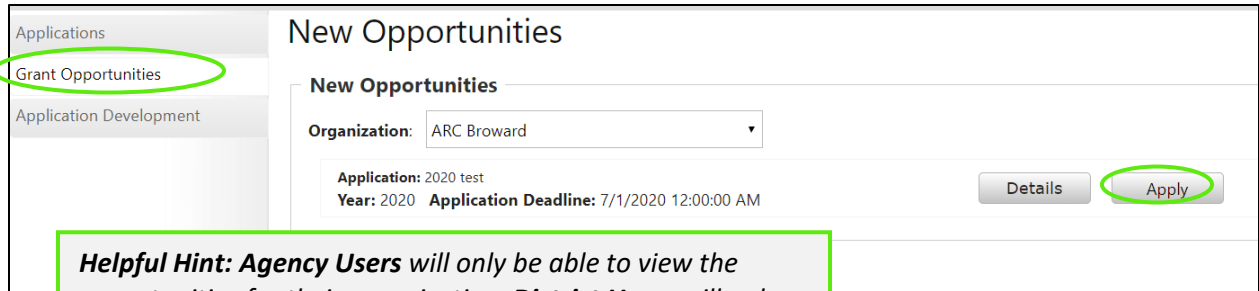 Applications
Grant Opportunities
Application Development
New Opportunities
New Opportunities
Organization: ARC Broward
Application: 2020 test
Year: 2020 Application Deadline: 7/1/2020 12:00:00 AM
Details
Apply
Helpful Hint: Agency Users will only be able to view the